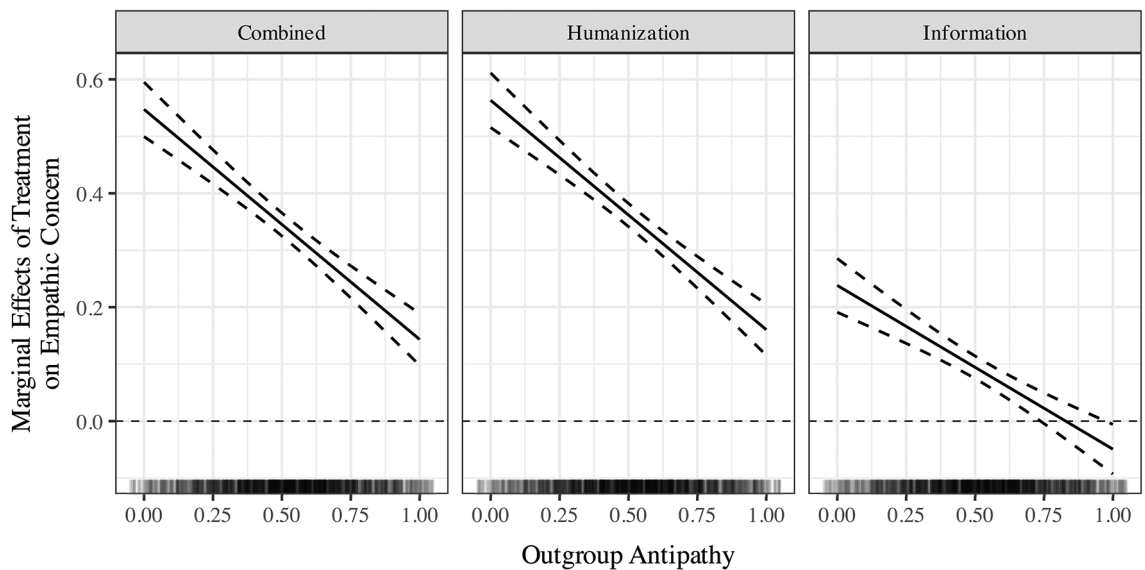 Combined Humanization Information
Marginal Effects of Treatment
on Empathic Concern
0.6
0.4
0.2
0.0
0.00 0.25 0.50 0.75 1.00 0.00 0.25 0.50 0.75 1.00 0.00 0.25 0.50 0.75 1.00
Outgroup Antipathy